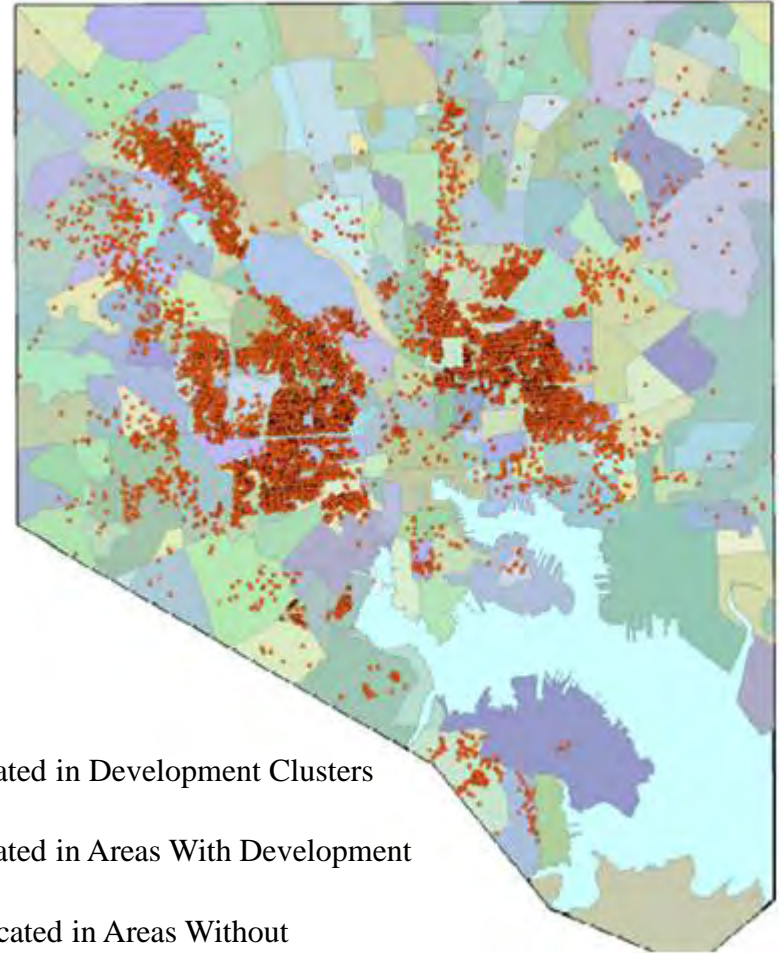 ated in Development Clusters
ated in Areas With Development
cated in Areas Without